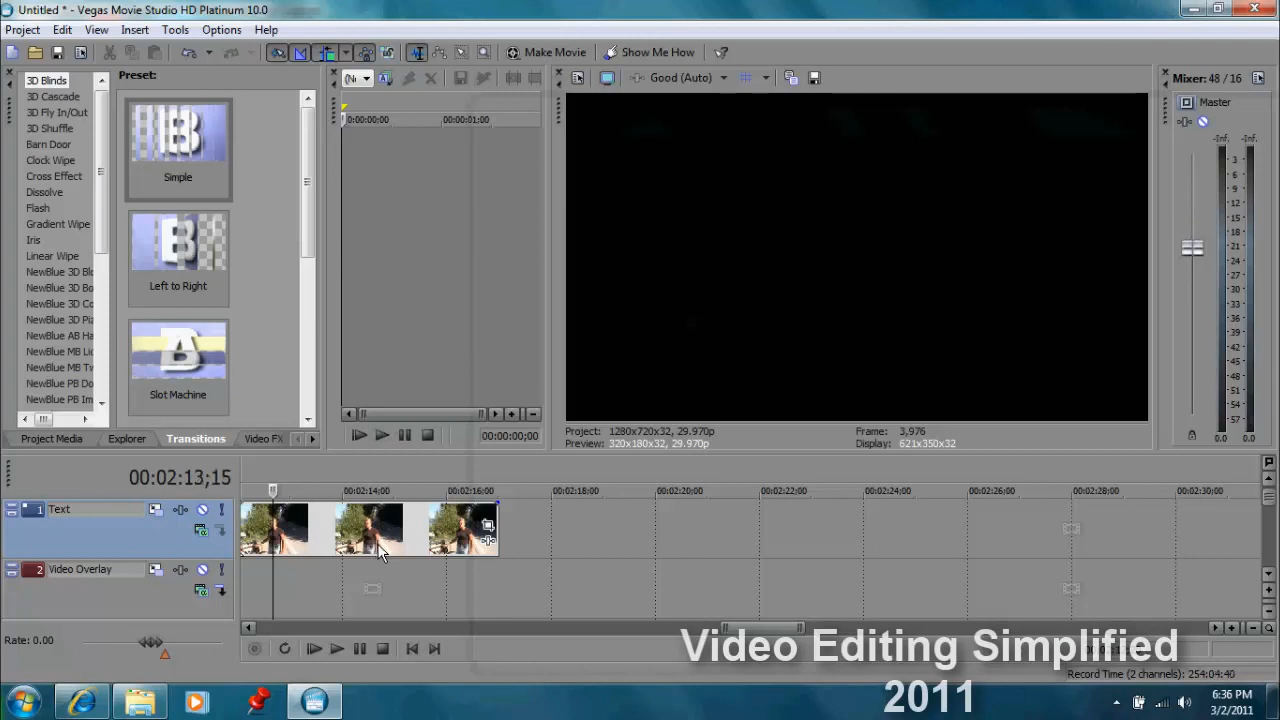 Untitled * - Vegas Movie Studio HD Platinum 10.0
Project Edit View Insert Tools Options Help
Make Movie Show Me How
3D Blinds
3D Cascade
3D Fly In/Out
3D Shuffle
Barn Door
Clock Wipe
Cross Effect
Dissolve
Flash
Gradient Wipe
Iris
Linear Wipe
NewBlue 3D Blo
NewBlue 3D Bo
NewBlue 3D Co
NewBlue 3D Pia
NewBlue AB Ha
NewBlue MB Lic
NewBlue MB Tw
NewBlue PB Do
NewBlue PB Im
Preset:
Simple
Left to Right
Slot Machine
Project Media Explorer Transitions Video FX
0:00:00;00 00:00:01;00
00:00:00;00
Good (Auto)
Project: 1280x720x32, 29.970p
Preview: 320x180x32, 29.970p
Frame: 3,976
Display: 621x350x32
Mixer: 48 / 16
Master
-Inf. -Inf.
3
6
9
12
15
18
21
24
27
30
33
36
39
42
45
48
51
54
57
0.0 0.0
00:02:13;15
00:02:14;00 00:02:16;00 00:02:18;00 00:02:20;00 00:02:22;00 00:02:24;00 00:02:26;00 00:02:28;00 00:02:30;00
1 Text
2 Video Overlay
Rate: 0.00
Record Time (2 channels): 254:04:40
Video Editing Simplified
2011
6:36 PM
3/2/2011